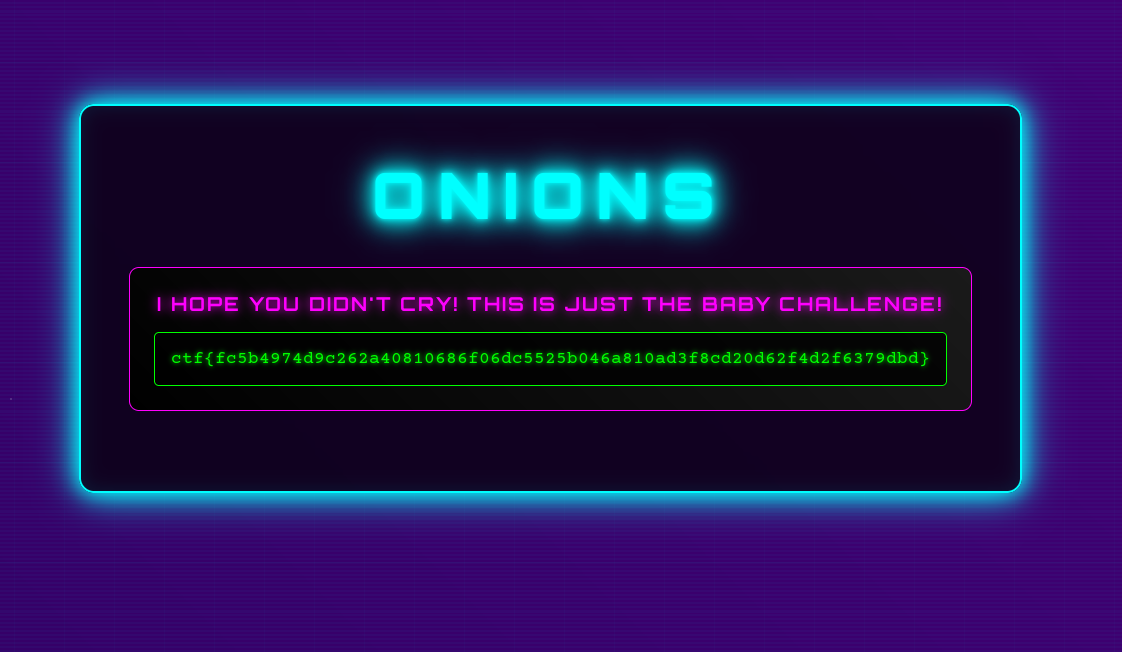 ONIONS
I HOPE YOU DIDN'T CRY! THIS IS JUST THE BABY CHALLENGE!
ctf{fc5b4974d9c262a40810686f06dc5525b046a810ad3f8cd20d62f4d2f6379dbd}